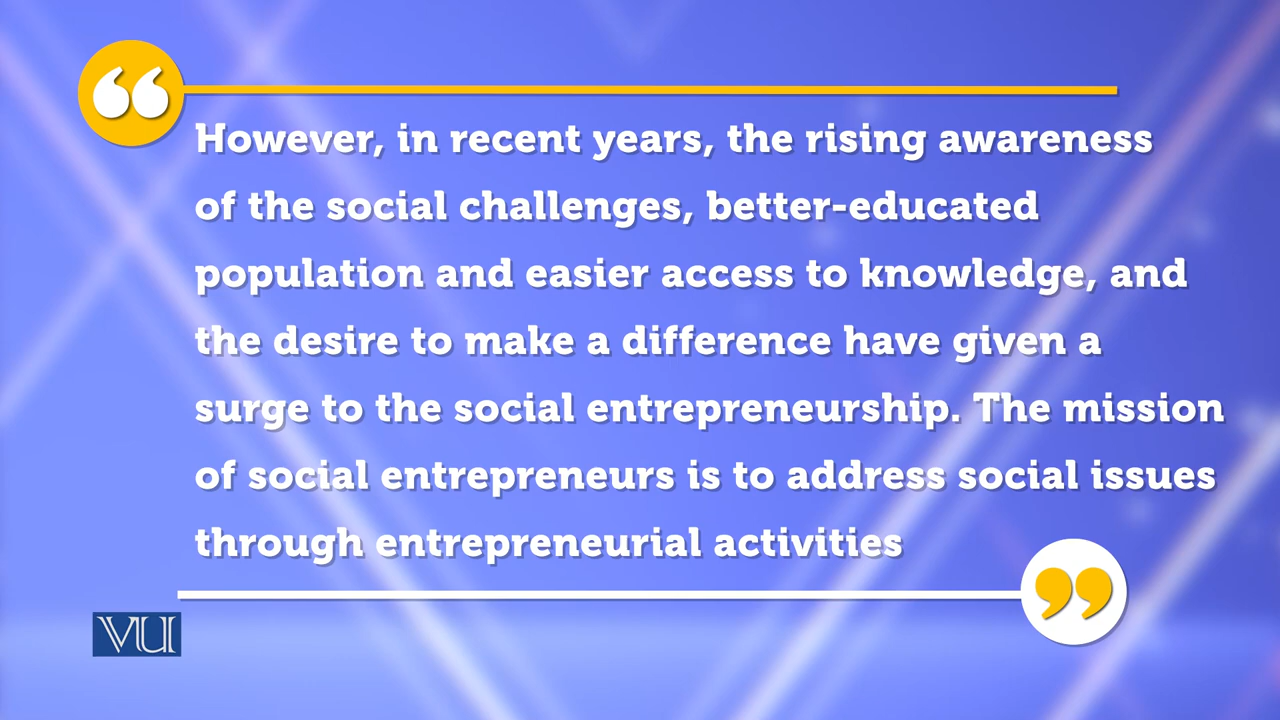 However, in recent years, the rising awareness
of the social challenges, better-educated
population and easier access to knowledge, and
the desire to make a difference have given a
surge to the social entrepreneurship. The mission
of social entrepreneurs is to address social issues
through entrepreneurial activities
VU